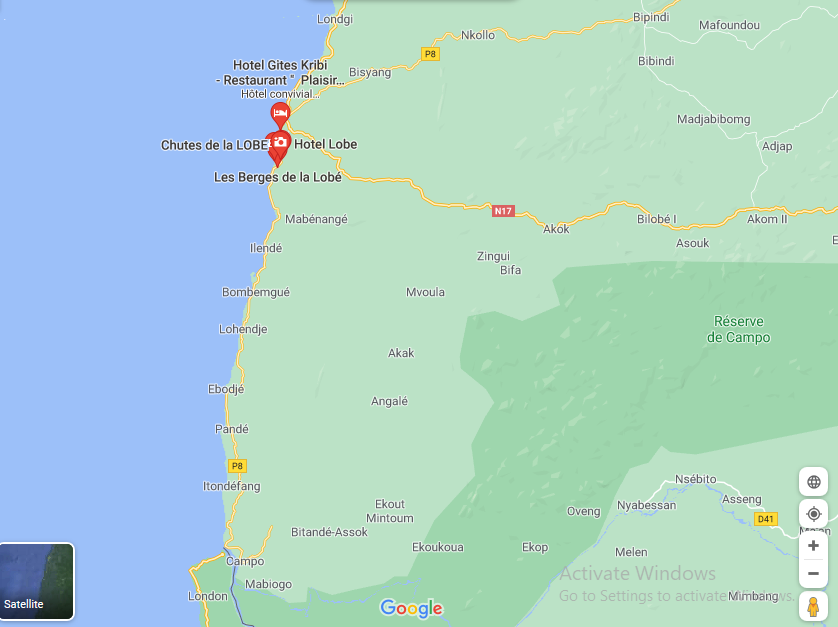 Londgi
Bipindi
Mafoundou
Nkollo
P8
Bibindi
Hotel Gites Kribi
- Restaurant " Plaisir...
Hôtel convivial...
Bisyang
Madjabibomg
Adjap
Chutes de la LOBE
Hotel Lobe
Les Berges de la Lobé
N17
Mabénangé
Akok
Bilobé I
Akom II
Asouk
E
Ilendé
Zingui
Bifa
Bombemgué
Mvoula
Lohendje
Réserve
de Campo
Akak
Ebodjé
Angalé
Pandé
P8
Itondéfang
Nsébito
Asseng
Ekout
Mintoum
Oveng
Nyabessan
D41
Bitandé-Assok
Ekoukoua
Ekop
Melen
Campo
Activate Windows
Go to Settings to activate Windows.
Mabiogo
London
Mimbang
Satellite
Google